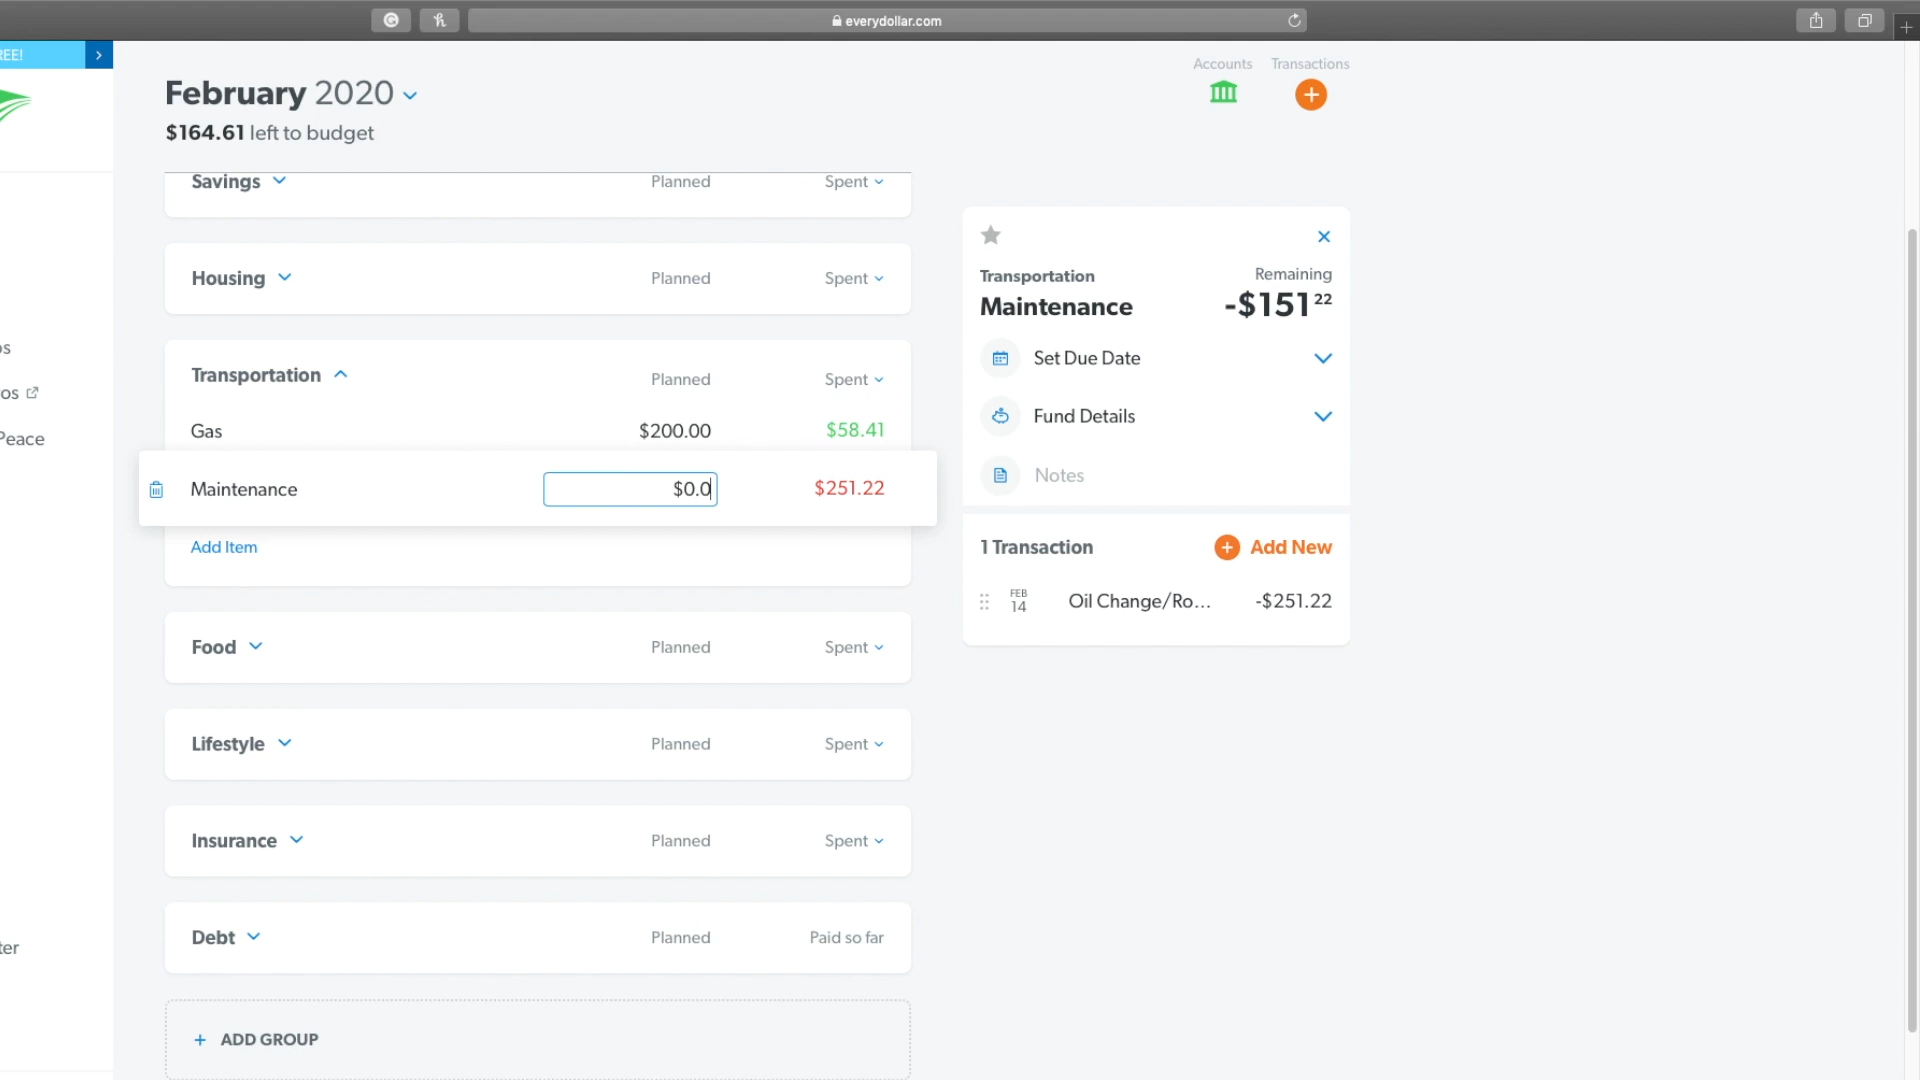 everydollar.com
REE!
Accounts Transactions
February 2020
$164.61 left to budget
Savings Planned Spent
Housing Planned Spent
Transportation Planned Spent
Gas $200.00 $58.41
Maintenance $0.0 $251.22
Add Item
Food Planned Spent
Lifestyle Planned Spent
Insurance Planned Spent
Debt Planned Paid so far
+ ADD GROUP
os
ros
Peace
ter
Transportation Remaining
Maintenance -$151 22
Set Due Date
Fund Details
Notes
1 Transaction + Add New
FEB
14 Oil Change/Ro... -$251.22